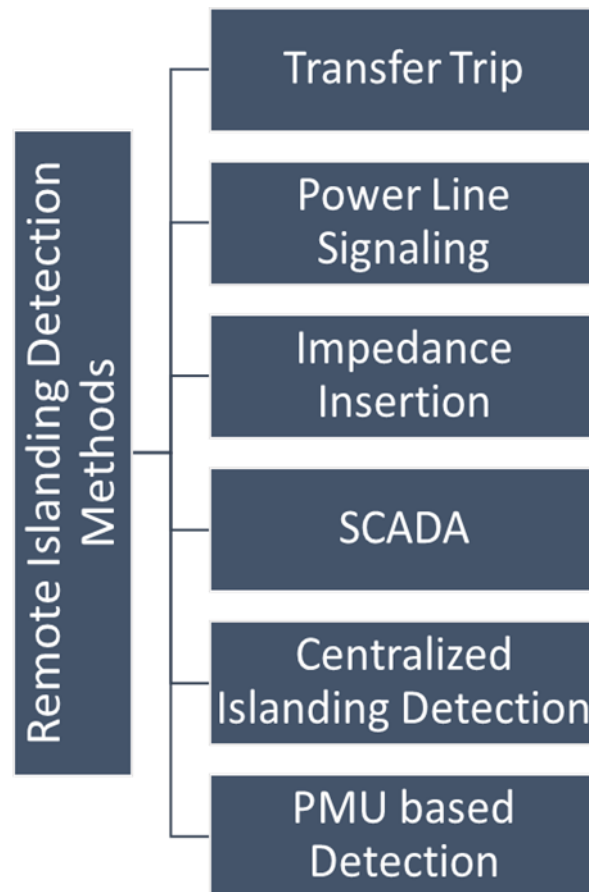 Remote Islanding Detection
Methods
Transfer Trip
Power Line
Signaling
Impedance
Insertion
SCADA
Centralized
Islanding Detection
PMU based
Detection